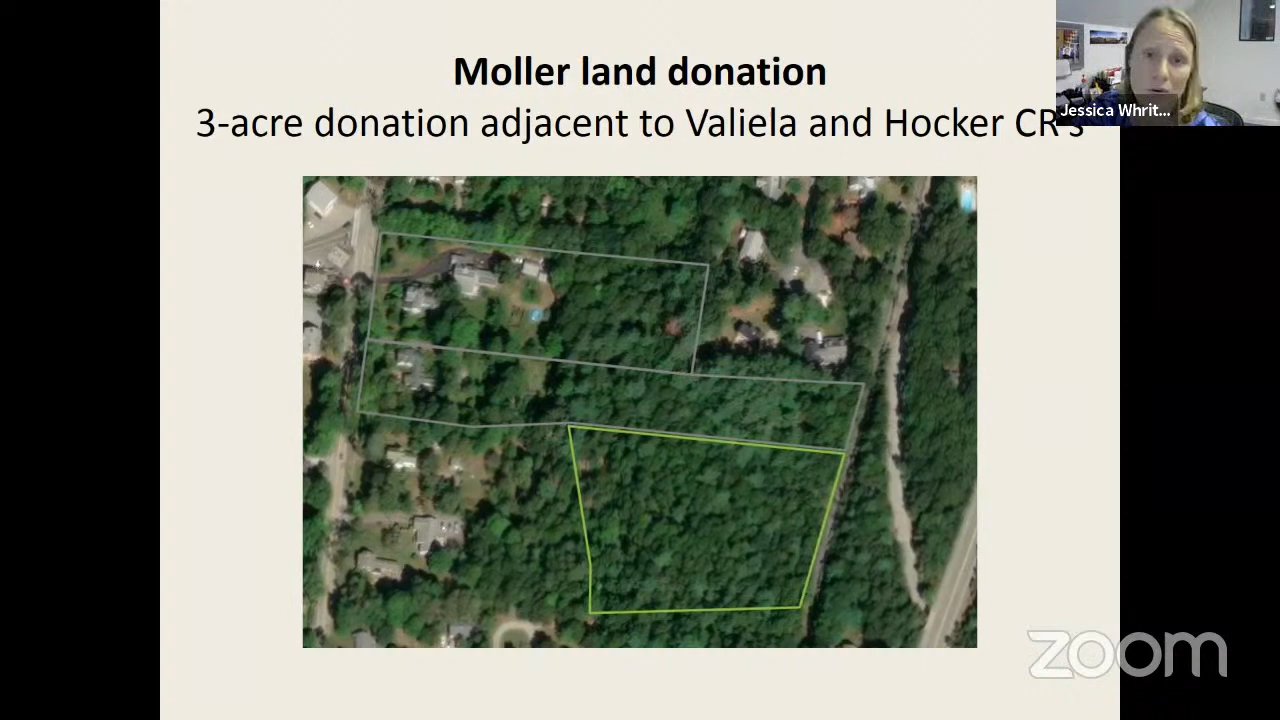 Moller land donation
3-acre donation adjacent to Valiela and Hocker CR's
Jessica Whrit...
zoom